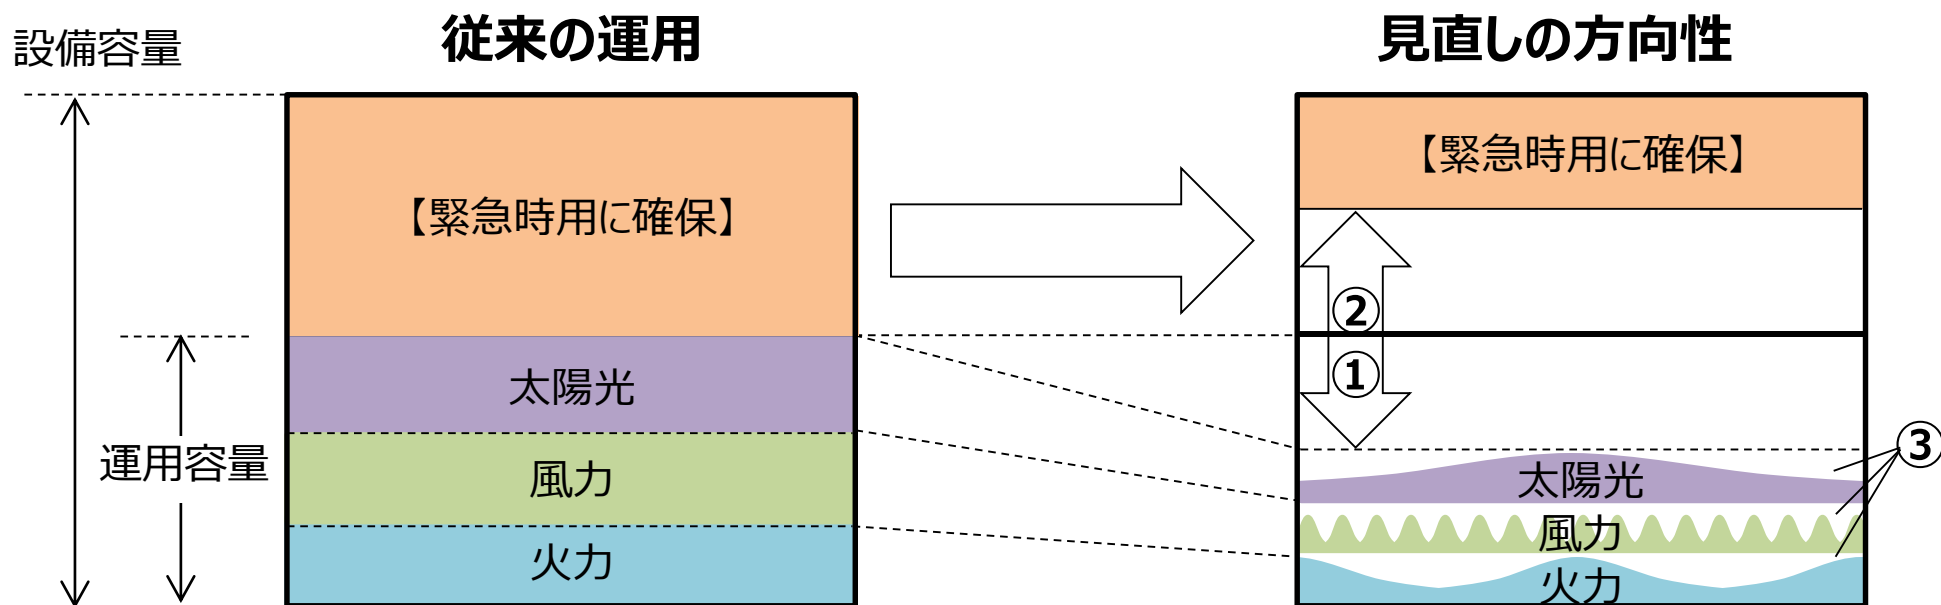 従来の運用
見直しの方向性
設備容量
【緊急時用に確保】
【緊急時用に確保】
②
①
太陽光
運用容量
風力
火力
③
太陽光
風力
火力